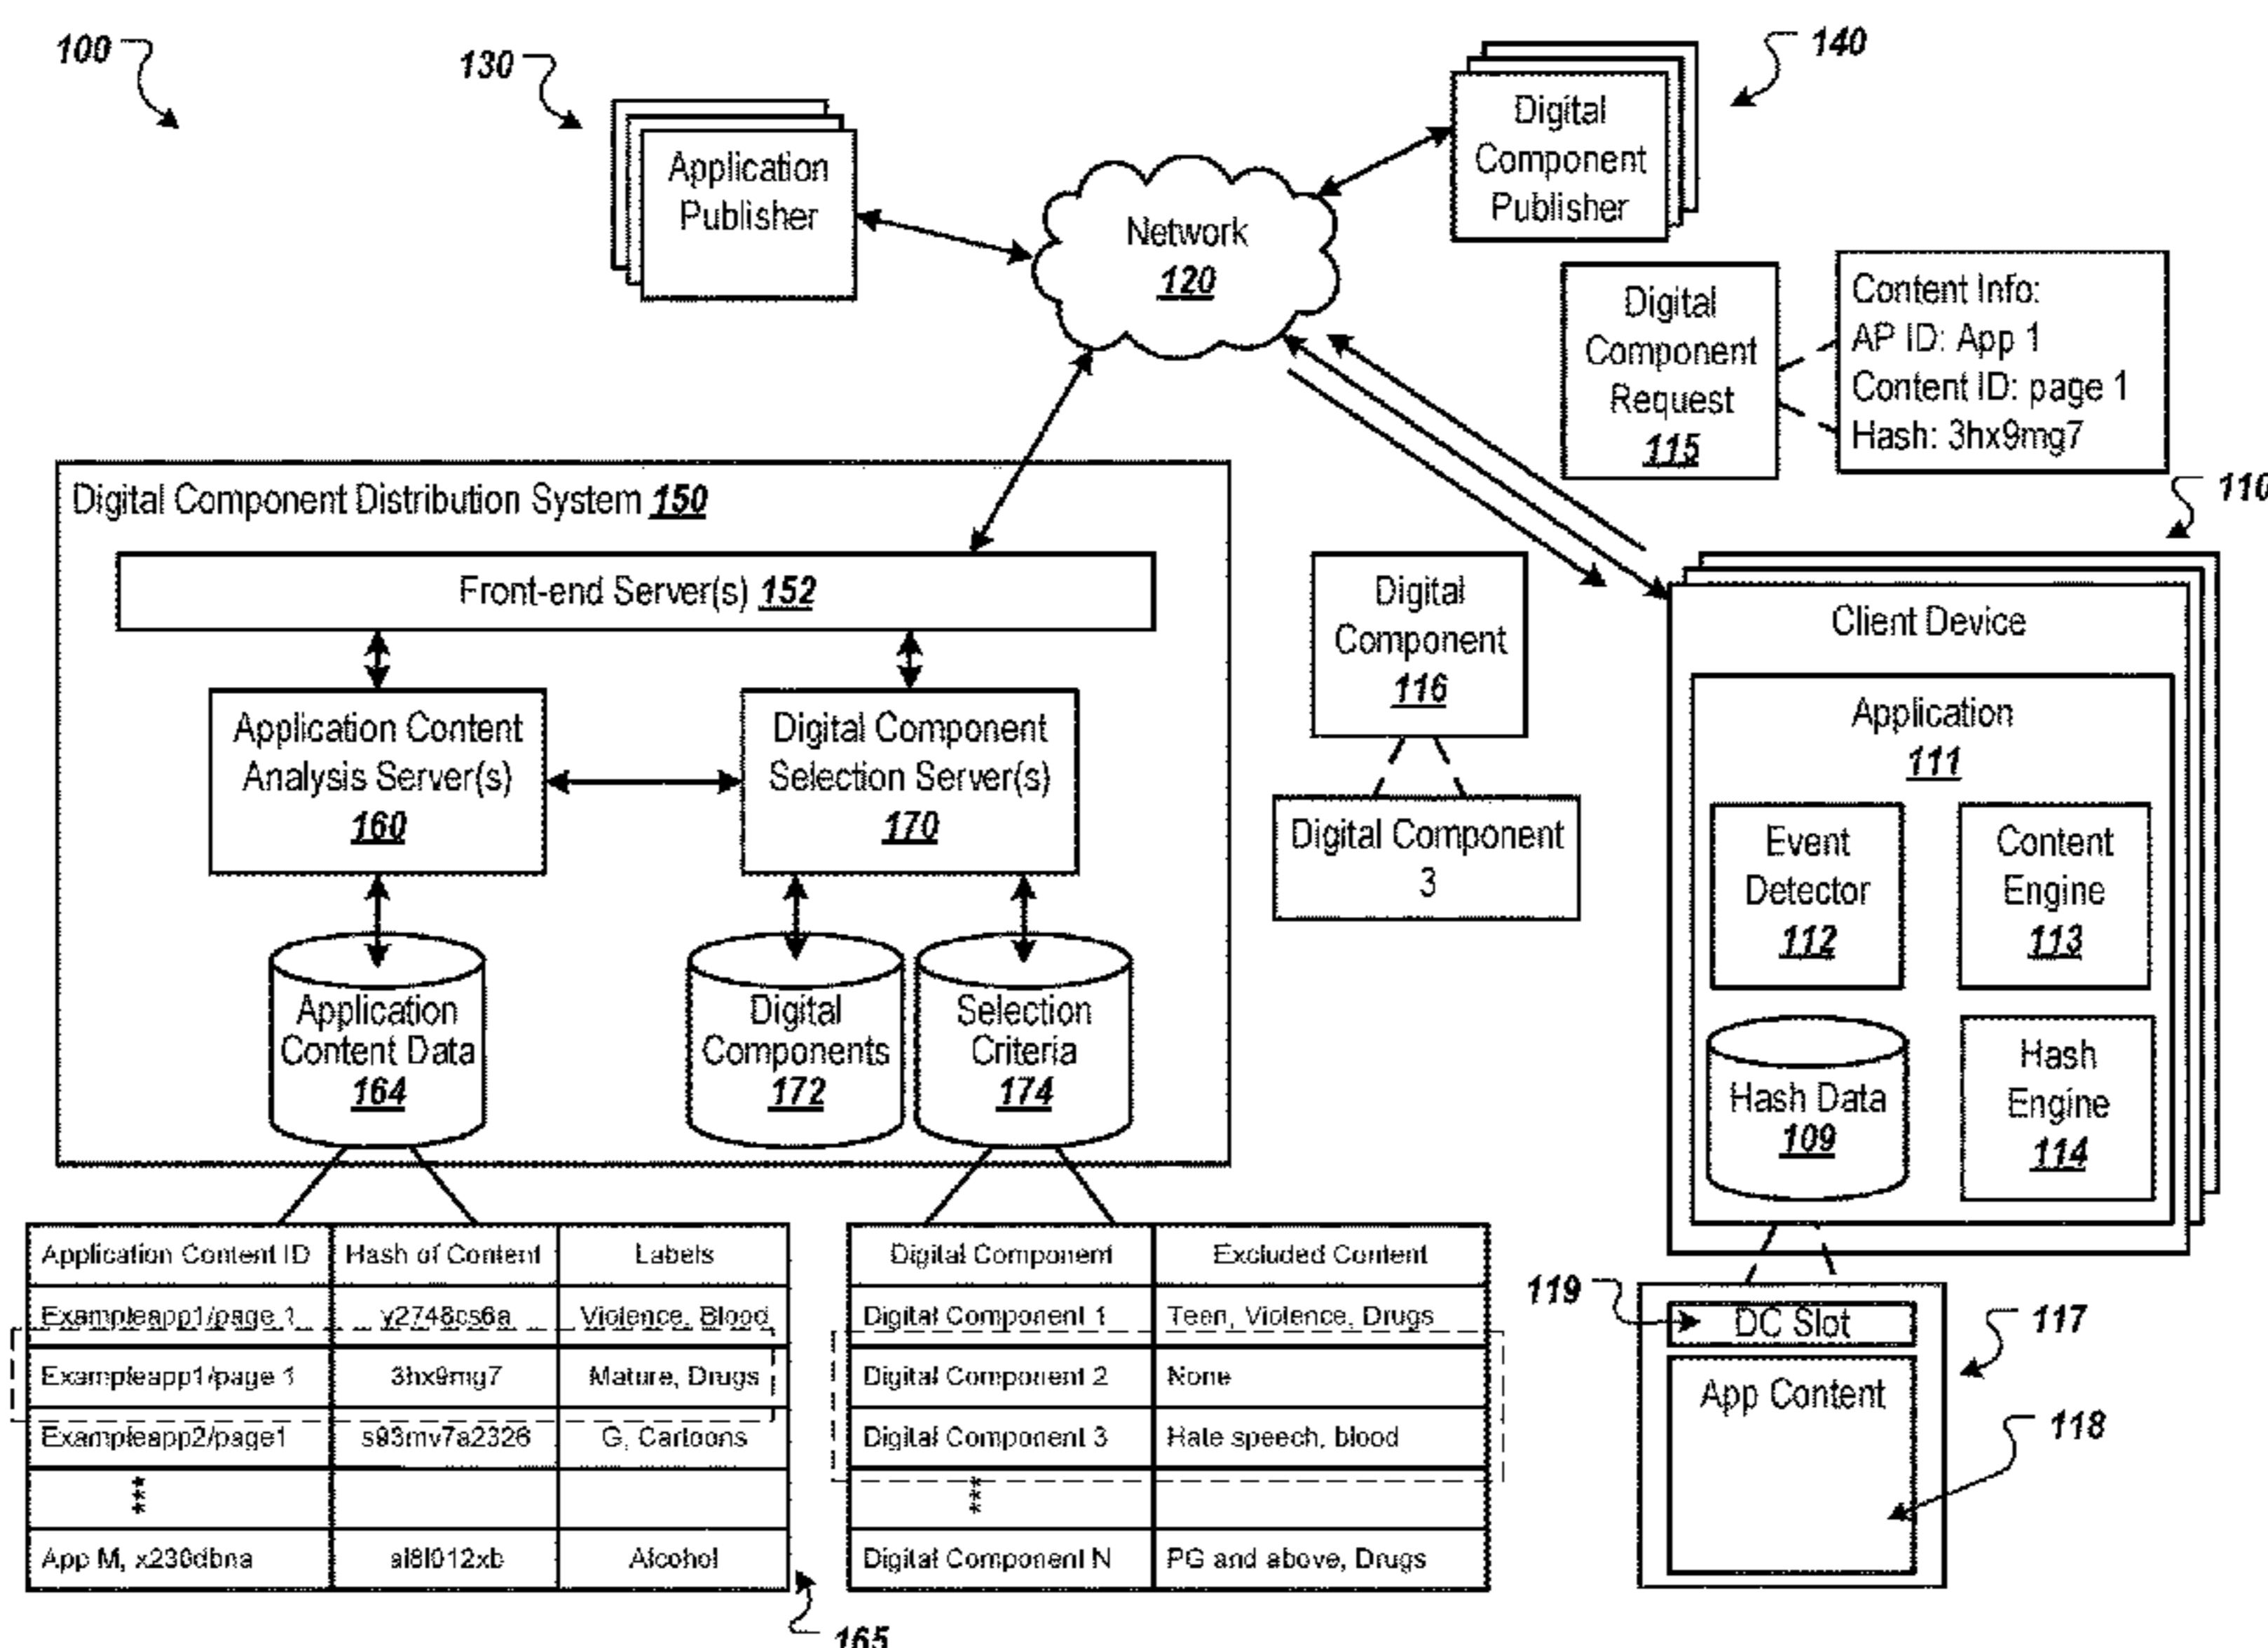 100
130
140
Application
Publisher
Network
120
Digital
Component
Publisher
Digital
Component
Request
115
Content Info:
AP ID: App 1
Content ID: page 1
Hash: 3hx9mg7
110
Digital Component Distribution System 150
Front-end Server(s) 152
Application Content
Analysis Server(s)
160
Digital Component
Selection Server(s)
170
Application
Content Data
164
Digital
Components
172
Selection
Criteria
174
Digital
Component
116
Digital Component
3
Client Device
Application
111
Event
Detector
112
Content
Engine
113
Hash Data
109
Hash
Engine
114
Application Content ID Hash of Content Labels
Exampleapp1/page 1 y2748cs6a Violence, Blood
Exampleapp1/page 1 3hx9mg7 Mature, Drugs
Exampleapp2/page1 s93mv7a2326 G, Cartoons
***
App M, x230dbna al8l012xb Alcohol
165
Digital Component Excluded Content
Digital Component 1 Teen, Violence, Drugs
Digital Component 2 None
Digital Component 3 Hate speech, blood
***
Digital Component N PG and above, Drugs
119
DC Slot
117
App Content
118